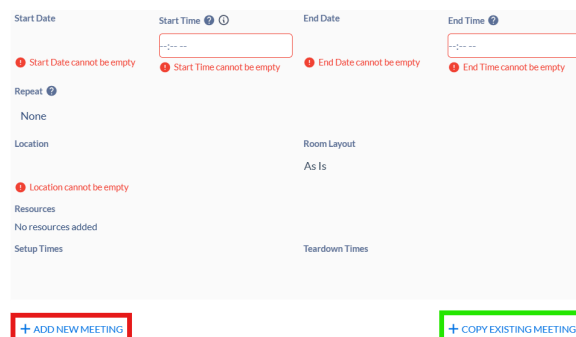 Start Date Start Time End Date End Time
--:-- -- --:-- --
Start Date cannot be empty Start Time cannot be empty End Date cannot be empty End Time cannot be empty
Repeat
None
Location Room Layout
As Is
Location cannot be empty
Resources
No resources added
Setup Times Teardown Times
+ ADD NEW MEETING + COPY EXISTING MEETING